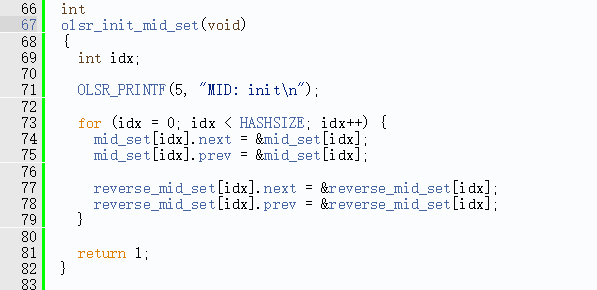 66 int
67 olsr_init_mid_set(void)
68 {
69   int idx;
70
71   OLSR_PRINTF(5, "MID: init\n");
72
73   for (idx = 0; idx < HASHSIZE; idx++) {
74     mid_set[idx].next = &mid_set[idx];
75     mid_set[idx].prev = &mid_set[idx];
76
77     reverse_mid_set[idx].next = &reverse_mid_set[idx];
78     reverse_mid_set[idx].prev = &reverse_mid_set[idx];
79   }
80
81   return 1;
82 }
83